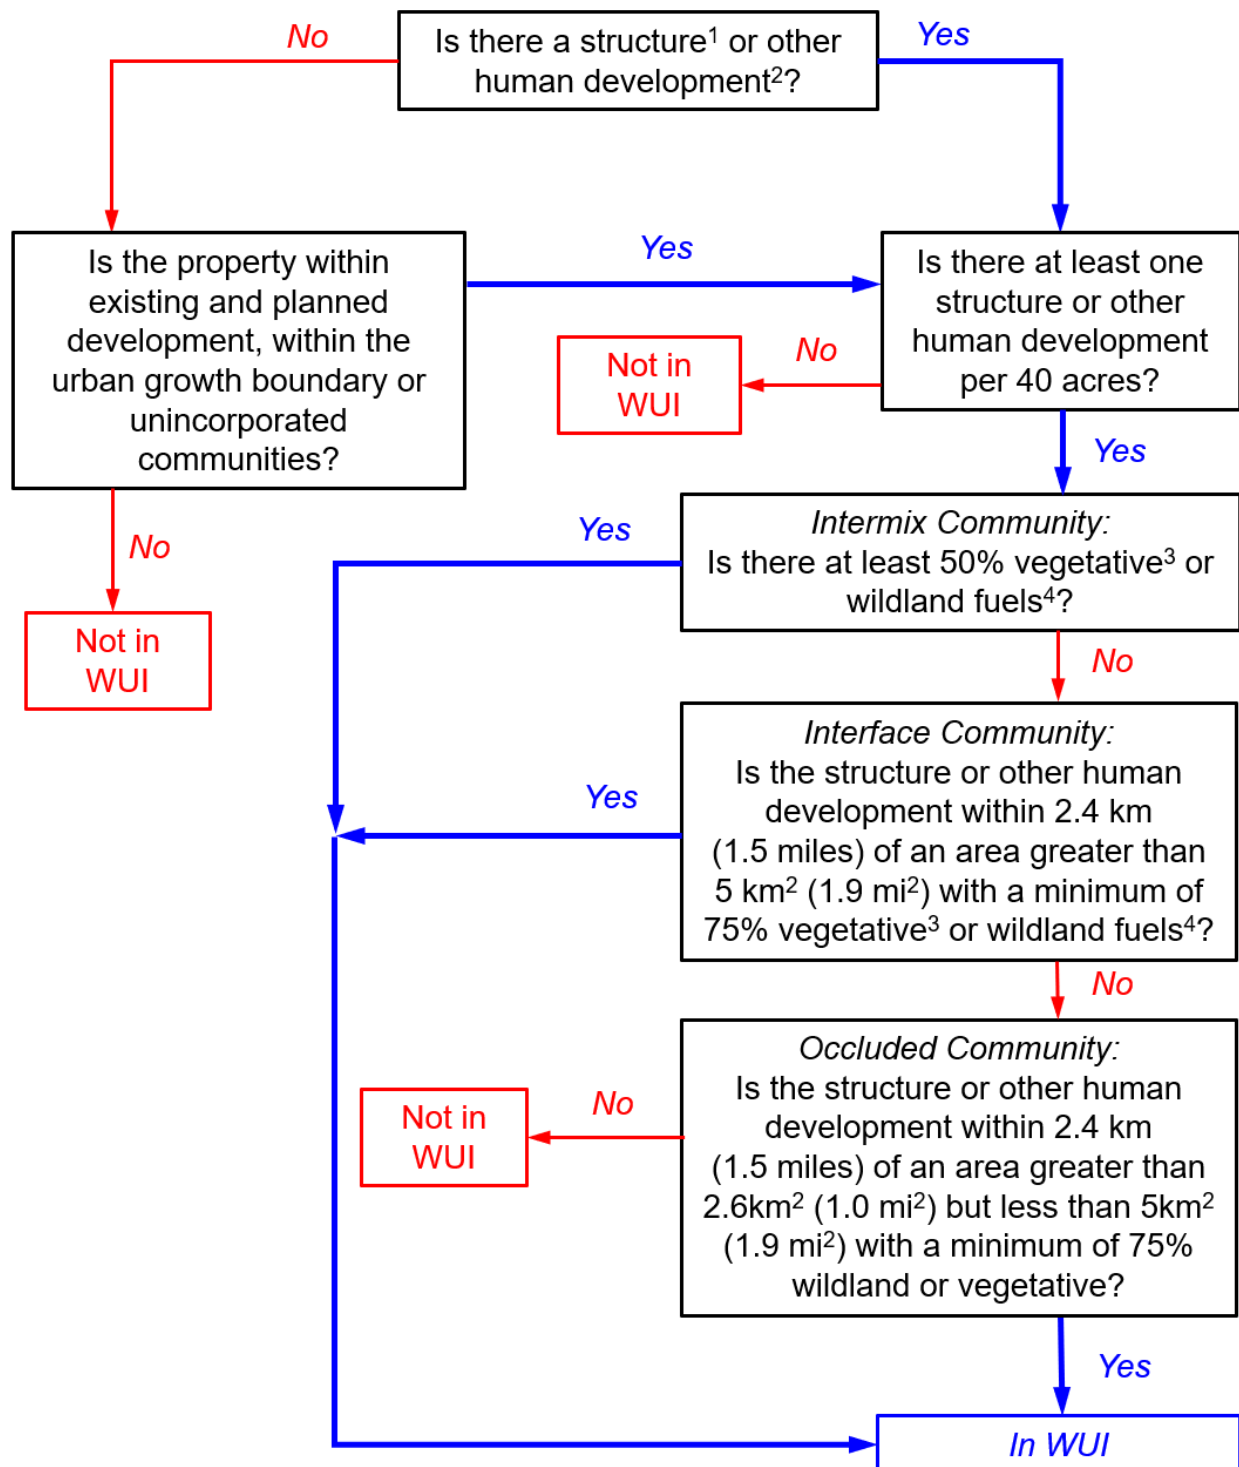 No
Is there a structure¹ or other
human development²?
Yes
Is the property within
existing and planned
development, within the
urban growth boundary or
unincorporated
communities?
Yes
Is there at least one
structure or other
human development
per 40 acres?
Not in
WUI
No
No
Yes
Not in
WUI
Yes
Intermix Community:
Is there at least 50% vegetative³ or
wildland fuels⁴?
No
Yes
Interface Community:
Is the structure or other human
development within 2.4 km
(1.5 miles) of an area greater than
5 km² (1.9 mi²) with a minimum of
75% vegetative³ or wildland fuels⁴?
No
Not in
WUI
No
Occluded Community:
Is the structure or other human
development within 2.4 km
(1.5 miles) of an area greater than
2.6km² (1.0 mi²) but less than 5km²
(1.9 mi²) with a minimum of 75%
wildland or vegetative?
Yes
In WUI